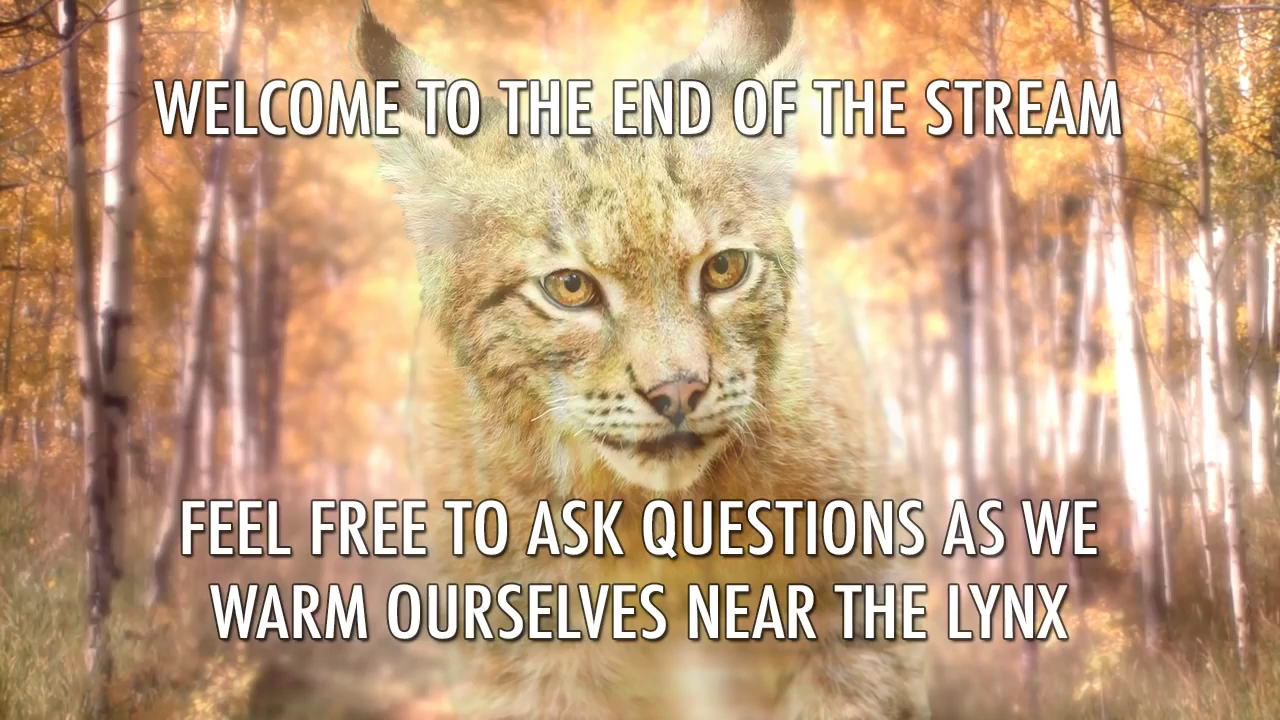 WELCOME TO THE END OF THE STREAM
FEEL FREE TO ASK QUESTIONS AS WE
WARM OURSELVES NEAR THE LYNX